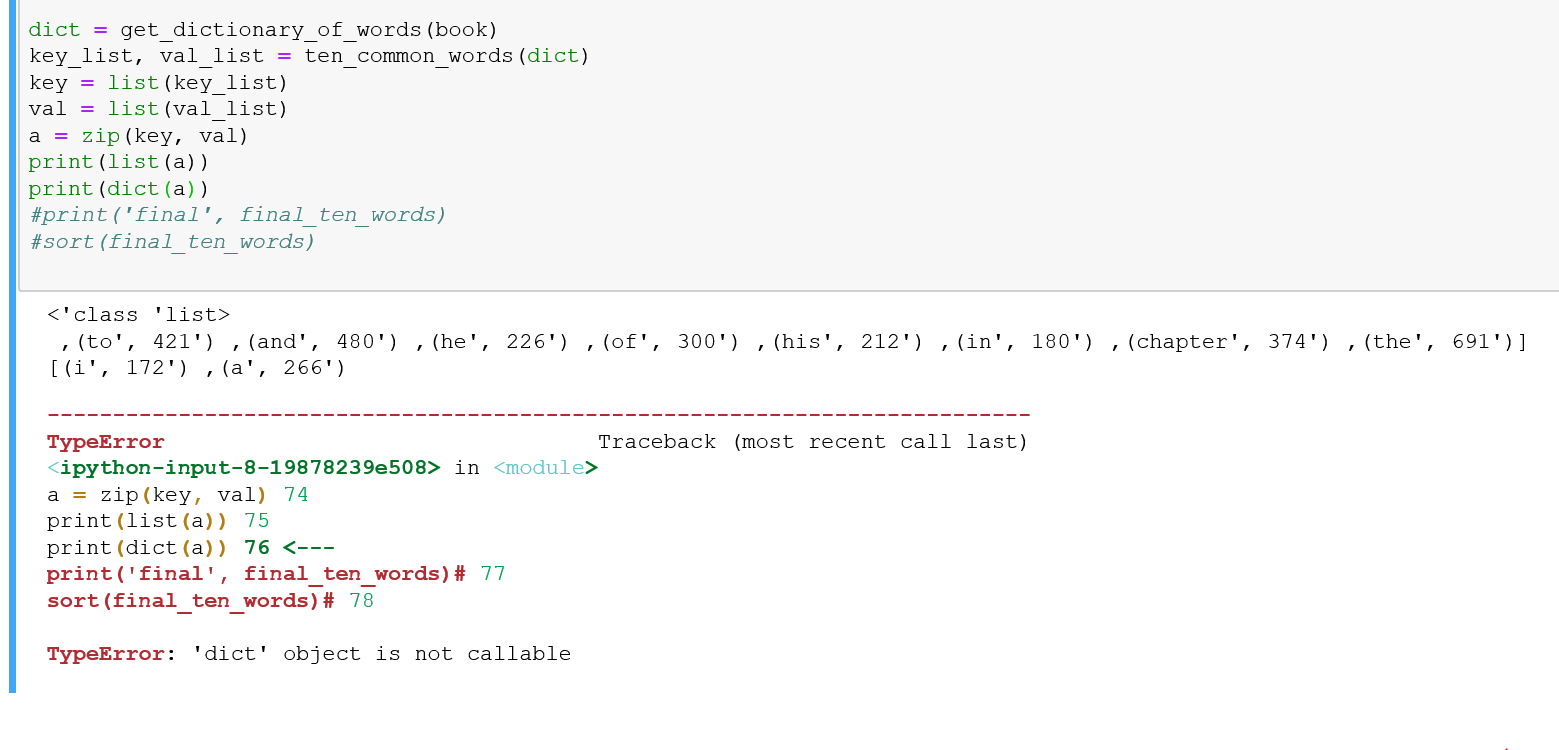 dict = get_dictionary_of_words(book)
key_list, val_list = ten_common_words(dict)
key = list(key_list)
val = list(val_list)
a = zip(key, val)
print(list(a))
print(dict(a))
#print('final', final_ten_words)
#sort(final_ten_words)
<'class 'list>
,(to', 421') ,(and', 480') ,(he', 226') ,(of', 300') ,(his', 212') ,(in', 180') ,(chapter', 374') ,(the', 691')]
[(i', 172') ,(a', 266')
---------------------------------------------------------------------------
TypeError Traceback (most recent call last)
<ipython-input-8-19878239e508> in <module>
a = zip(key, val) 74
print(list(a)) 75
print(dict(a)) 76 <---
print('final', final_ten_words)# 77
sort(final_ten_words)# 78
TypeError: 'dict' object is not callable